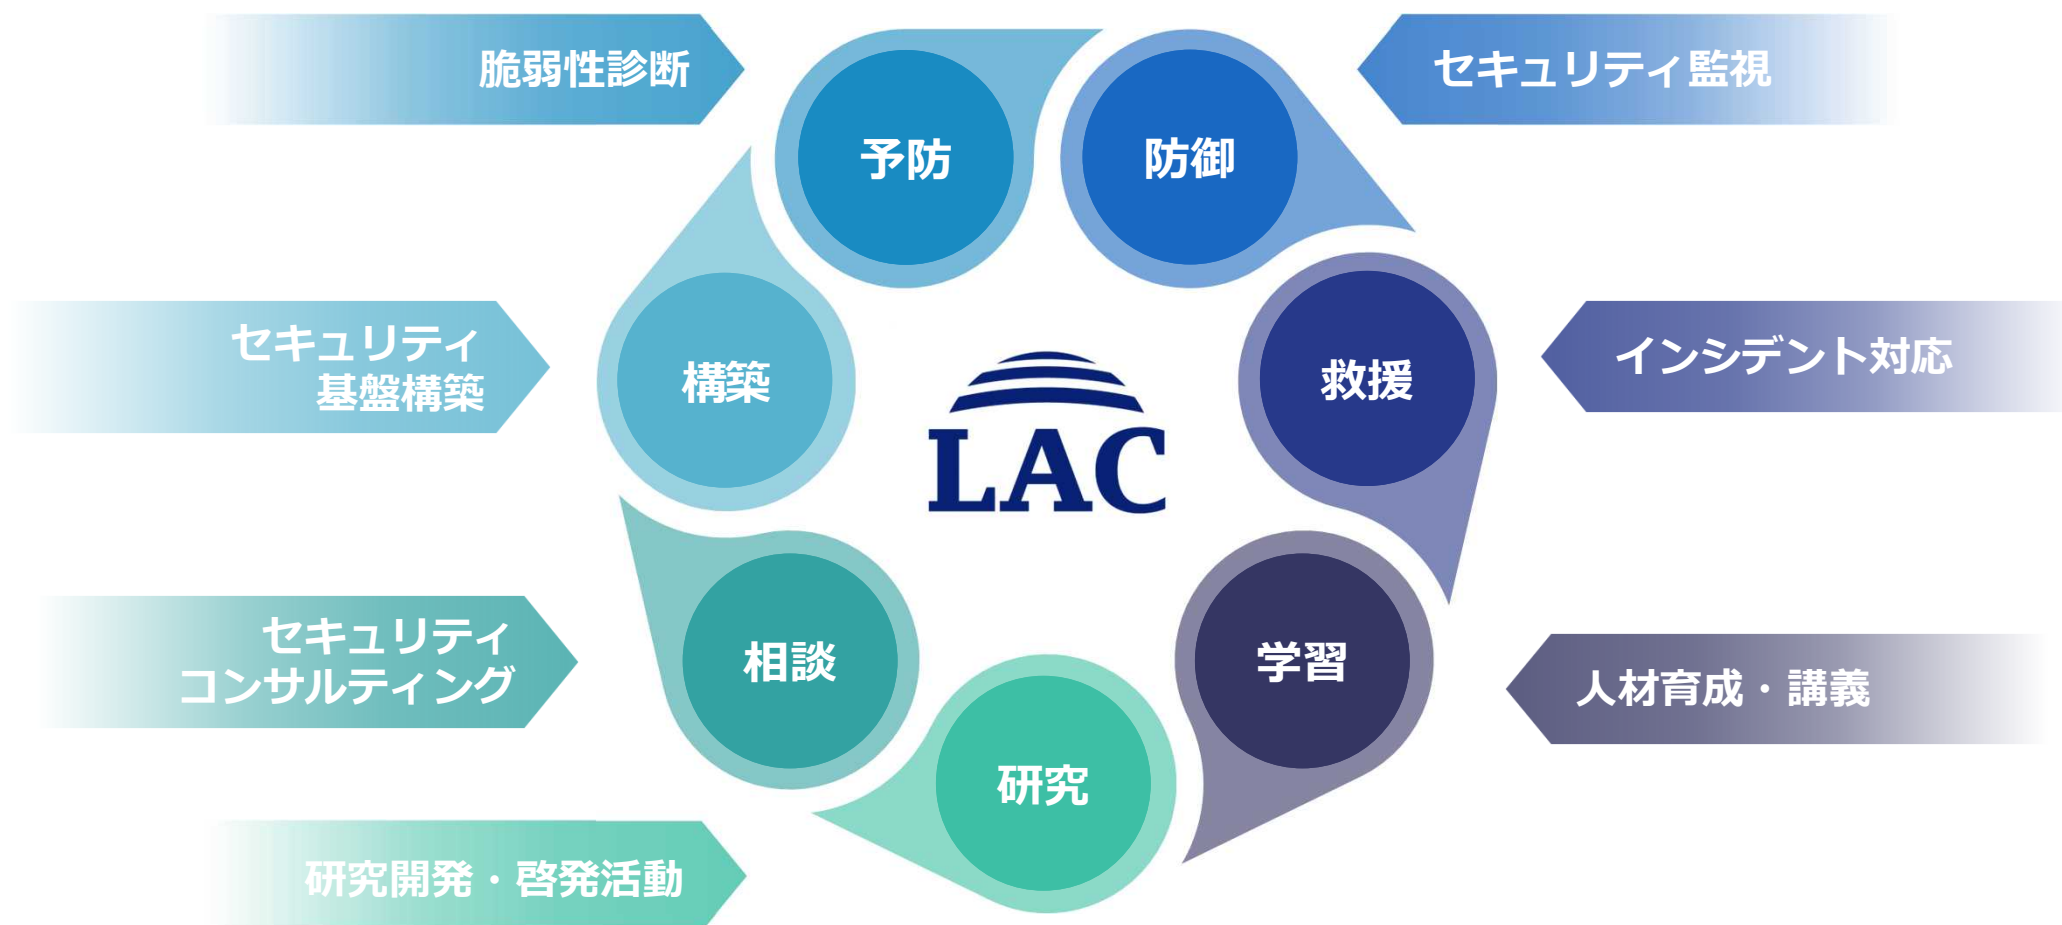 脆弱性診断
セキュリティ監視
予防
防御
セキュリティ
基盤構築
構築
LAC
救援
インシデント対応
セキュリティ
コンサルティング
相談
学習
人材育成・講義
研究
研究開発・啓発活動